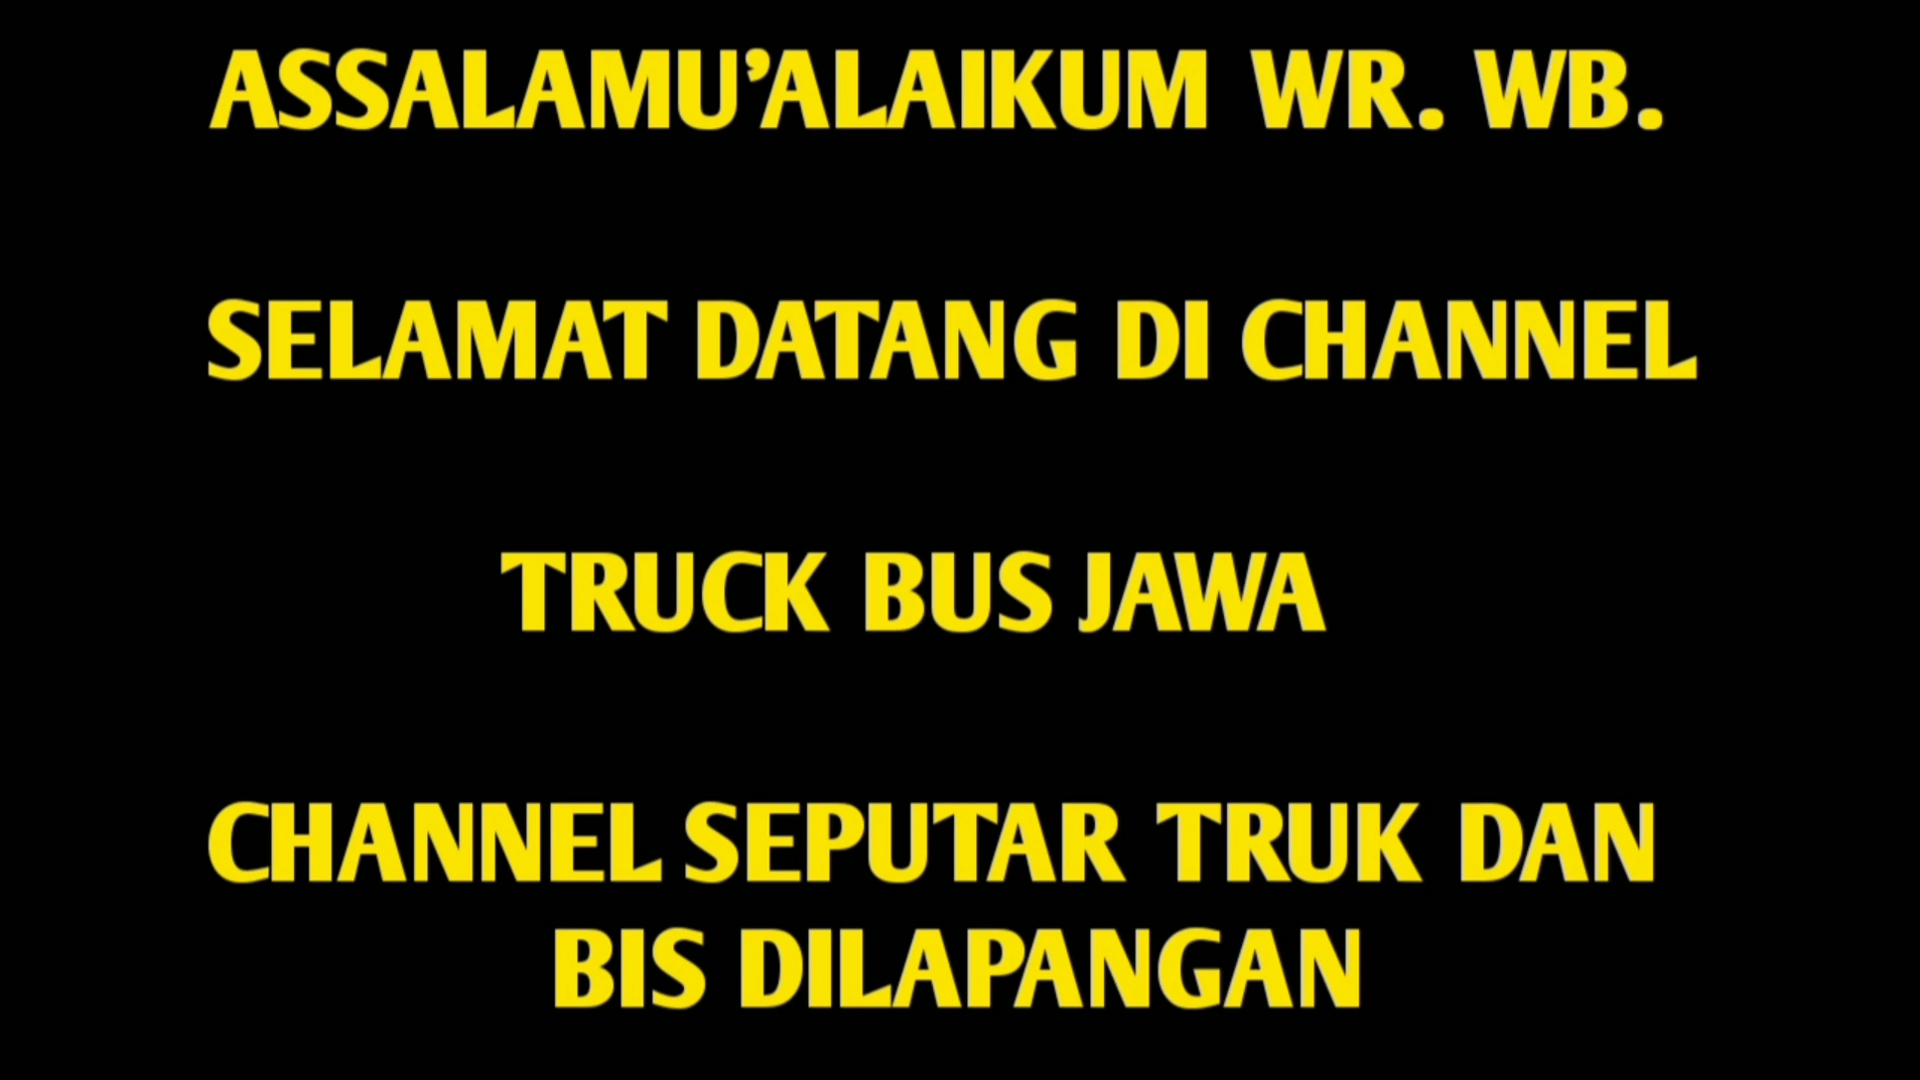 ASSALAMU'ALAIKUM WR. WB.
SELAMAT DATANG DI CHANNEL
TRUCK BUS JAWA
CHANNEL SEPUTAR TRUK DAN
BIS DILAPANGAN